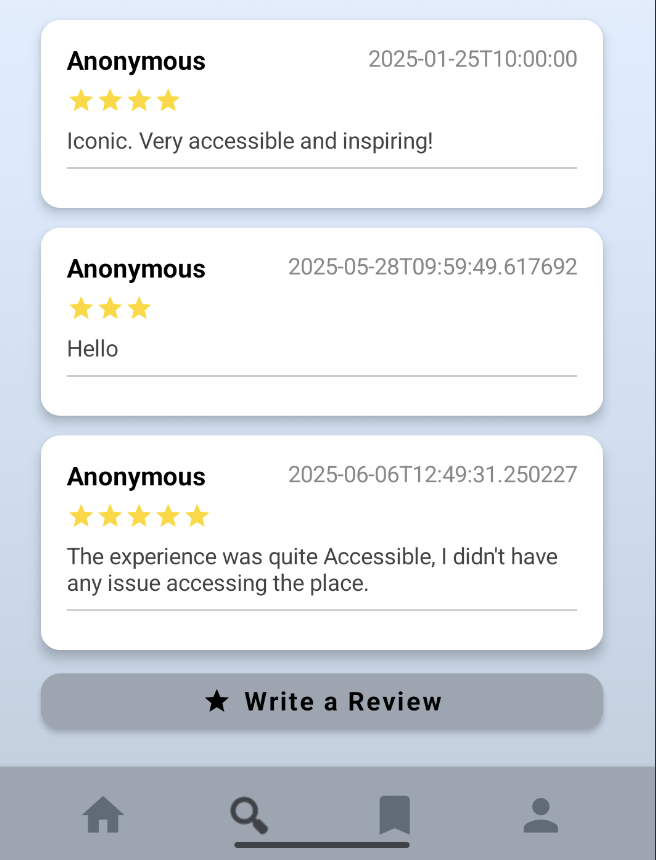 Anonymous 2025-01-25T10:00:00
Iconic. Very accessible and inspiring!
Anonymous 2025-05-28T09:59:49.617692
Hello
Anonymous 2025-06-06T12:49:31.250227
The experience was quite Accessible, I didn't have
any issue accessing the place.
Write a Review